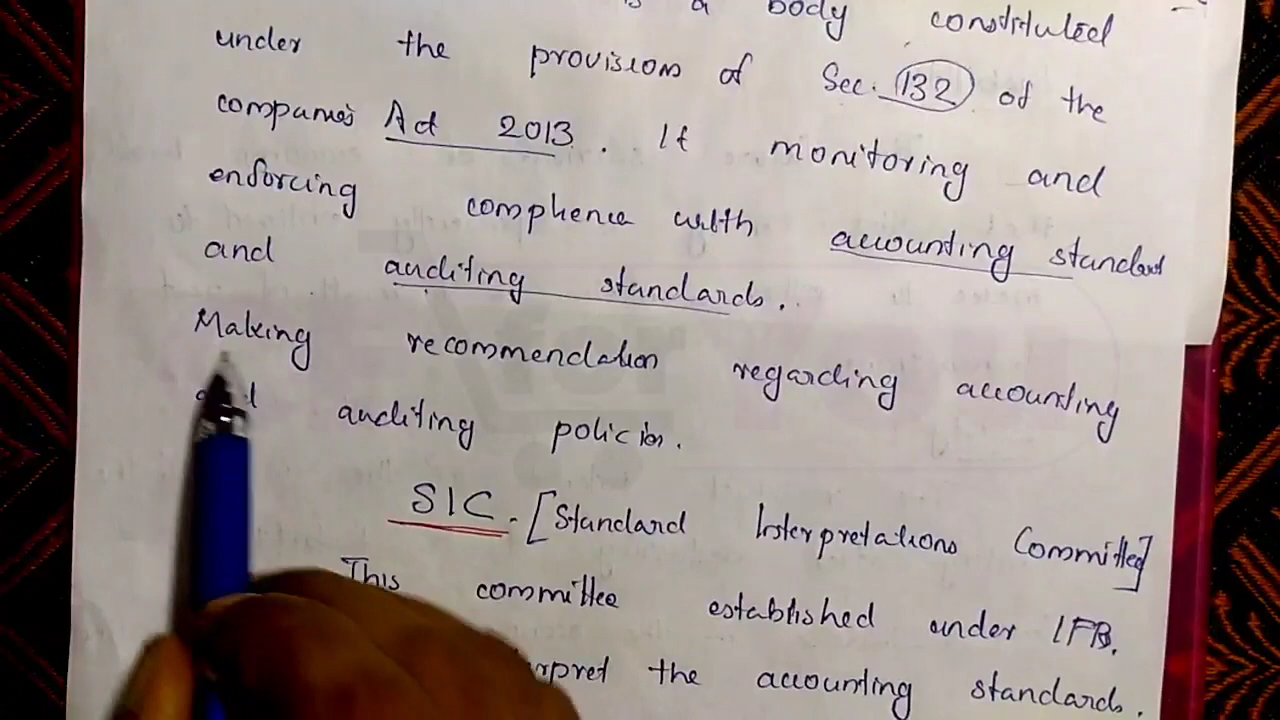 a body constituted
under the provisions of Sec. 132 of the
companies Act 2013. It monitoring and
enforcing complience with accounting standard
and auditing standards.
Making recommendation regarding accounting
auditing policies.
SIC. [Standard Interpretations Committee]
This committee established under IFB.
the accounting standards.